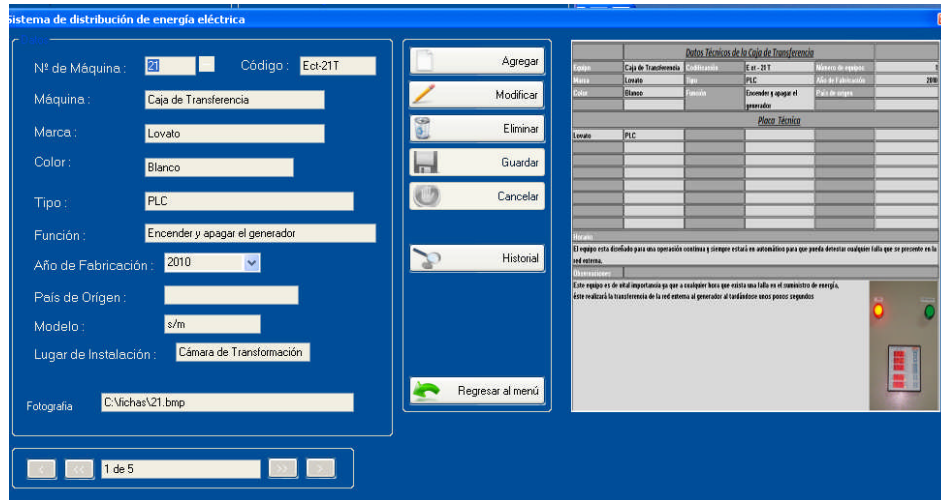 Sistema de distribución de energía eléctrica
Nº de Máquina : 21 Código : Ect-21T
Máquina : Caja de Transferencia
Marca : Lovato
Color : Blanco
Tipo : PLC
Función : Encender y apagar el generador
Año de Fabricación : 2010
País de Orígen :
Modelo : s/m
Lugar de Instalación : Cámara de Transformación
Fotografia C:\fichas\21.bmp
< << 1 de 5 >> >
Agregar
Modificar
Eliminar
Guardar
Cancelar
Historial
Regresar al menú
Datos Técnicos de la Caja de Transferencia
Equipo Caja de Transferencia Codificación E ct - 21 T Número de equipos 1
Marca Lovato Tipo PLC Año de Fabricación 2010
Color Blanco Función Encender y apagar el País de origen
generador
Placa Técnica
Lovato PLC
Horario
El equipo esta diseñado para una operación continua y siempre estará en automático para que pueda detectar cualquier falla que se presente en la
red externa.
Observaciones
Este equipo es de vital importancia ya que a cualquier hora que exista una falla en el suministro de energía,
éste realizará la transferencia de la red externa al generador al tardándose unos pocos segundos